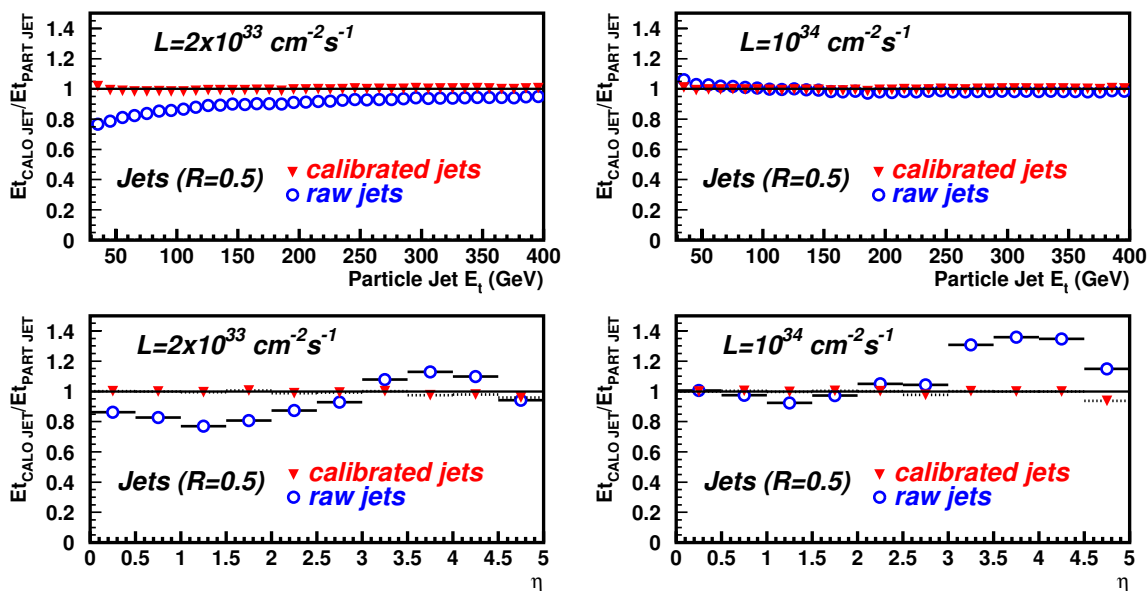 Et_CALO JET/Et_PART JET
1.4
1.2
1
0.8
0.6
0.4
0.2
0
L=2x10^33 cm^-2s^-1
Jets (R=0.5)
calibrated jets
raw jets
50 100 150 200 250 300 350 400
Particle Jet E_t (GeV)
Et_CALO JET/Et_PART JET
1.4
1.2
1
0.8
0.6
0.4
0.2
0
L=10^34 cm^-2s^-1
Jets (R=0.5)
calibrated jets
raw jets
50 100 150 200 250 300 350 400
Particle Jet E_t (GeV)
Et_CALO JET/Et_PART JET
1.4
1.2
1
0.8
0.6
0.4
0.2
0
L=2x10^33 cm^-2s^-1
Jets (R=0.5)
calibrated jets
raw jets
0 0.5 1 1.5 2 2.5 3 3.5 4 4.5 5
η
Et_CALO JET/Et_PART JET
1.4
1.2
1
0.8
0.6
0.4
0.2
0
L=10^34 cm^-2s^-1
Jets (R=0.5)
calibrated jets
raw jets
0 0.5 1 1.5 2 2.5 3 3.5 4 4.5 5
η